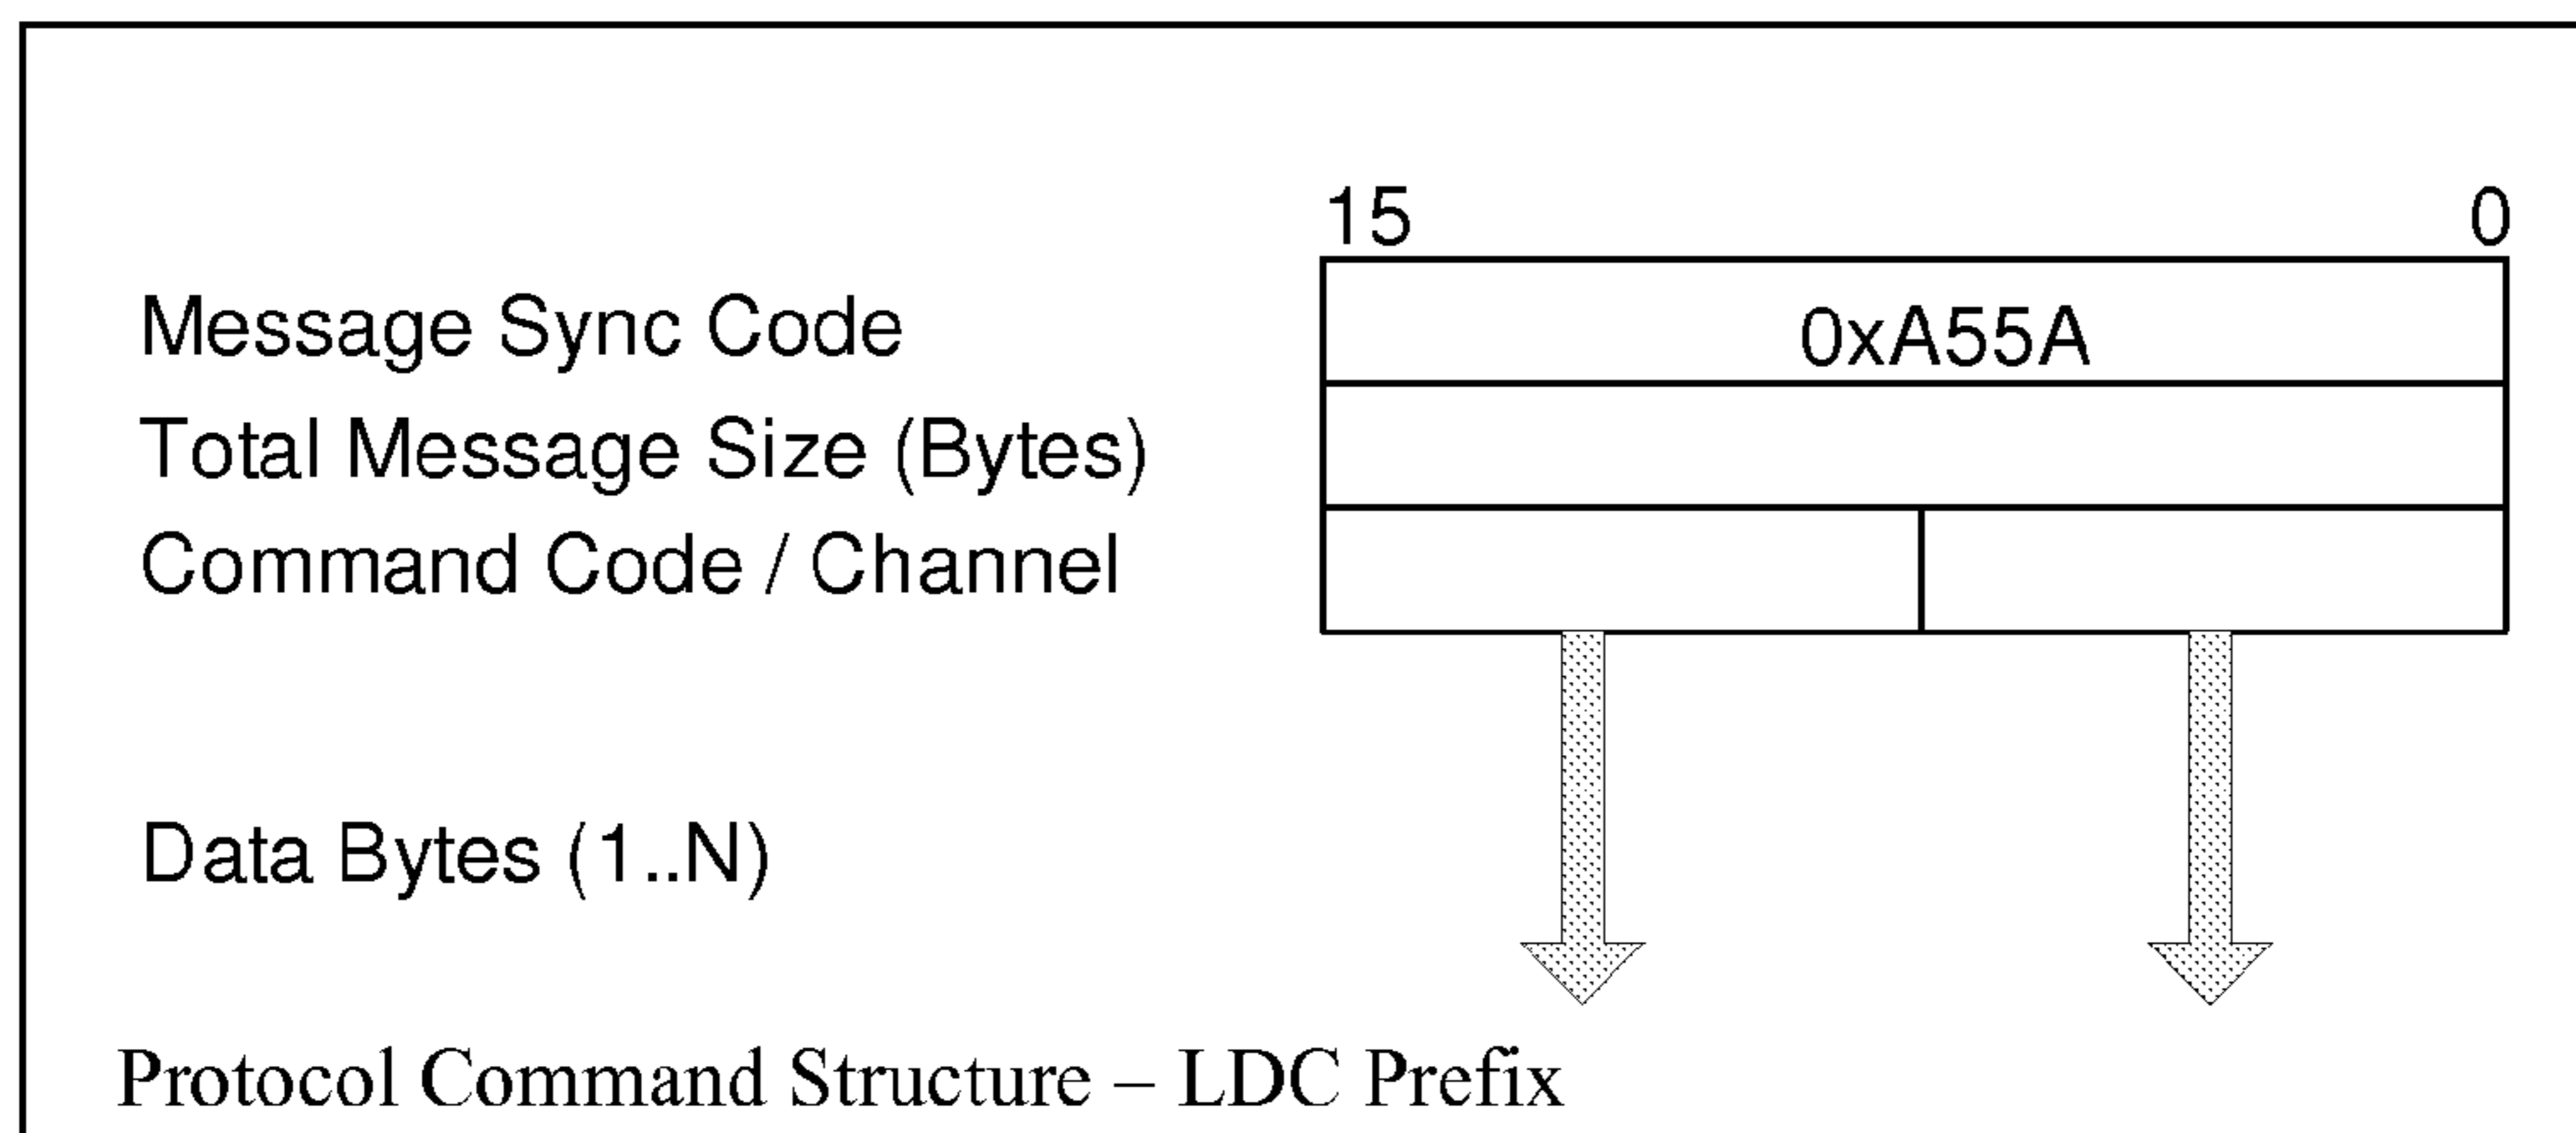 15 0
Message Sync Code 0xA55A
Total Message Size (Bytes)
Command Code / Channel
Data Bytes (1..N)
Protocol Command Structure – LDC Prefix